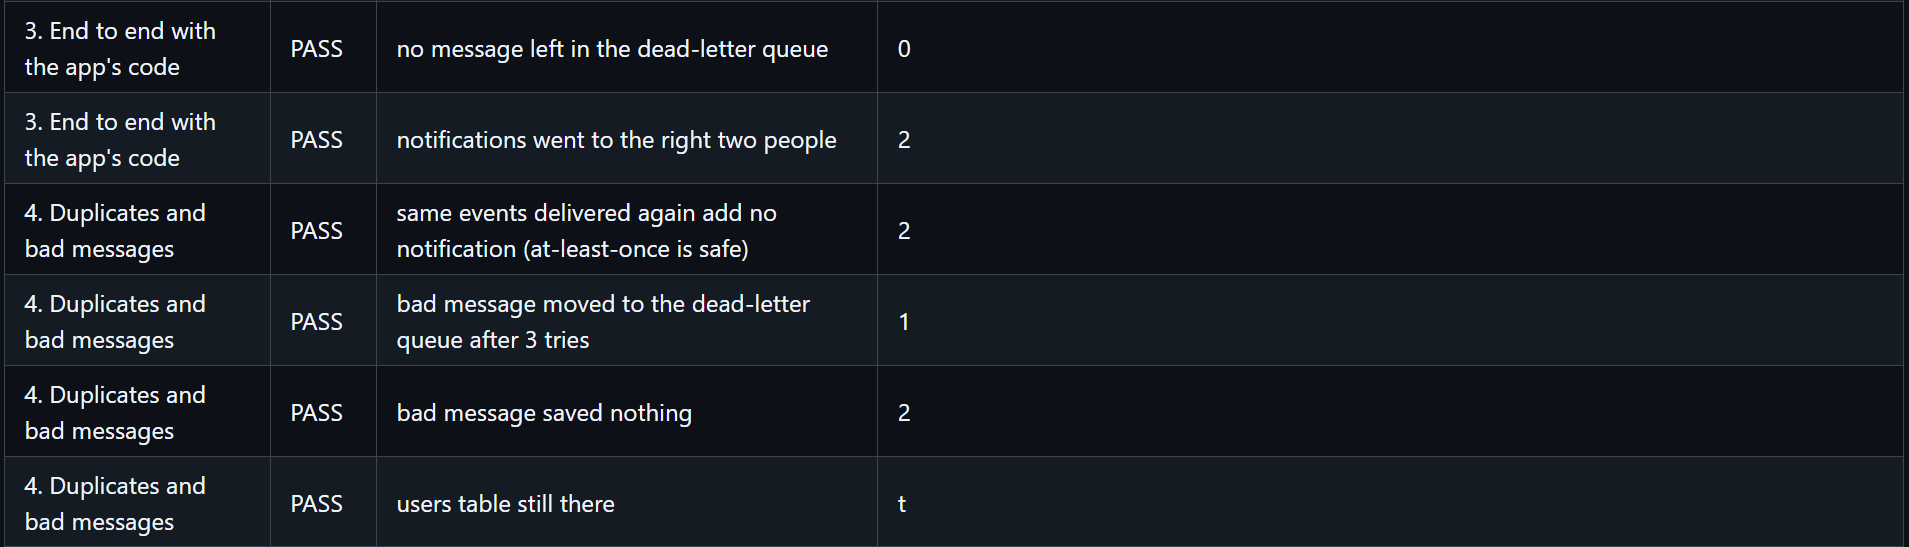 3. End to end with
the app's code
PASS
no message left in the dead-letter queue
0
3. End to end with
the app's code
PASS
notifications went to the right two people
2
4. Duplicates and
bad messages
PASS
same events delivered again add no
notification (at-least-once is safe)
2
4. Duplicates and
bad messages
PASS
bad message moved to the dead-letter
queue after 3 tries
1
4. Duplicates and
bad messages
PASS
bad message saved nothing
2
4. Duplicates and
bad messages
PASS
users table still there
t